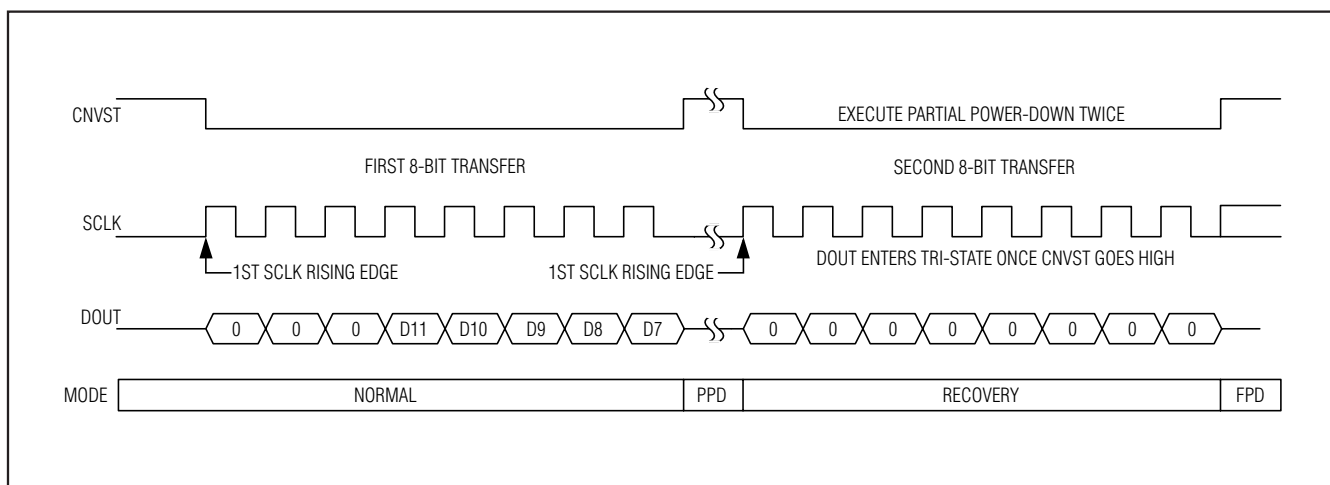 CNVST
EXECUTE PARTIAL POWER-DOWN TWICE
FIRST 8-BIT TRANSFER
SECOND 8-BIT TRANSFER
SCLK
1ST SCLK RISING EDGE
1ST SCLK RISING EDGE
DOUT ENTERS TRI-STATE ONCE CNVST GOES HIGH
DOUT
0 0 0 D11 D10 D9 D8 D7
0 0 0 0 0 0 0 0
MODE
NORMAL
PPD
RECOVERY
FPD